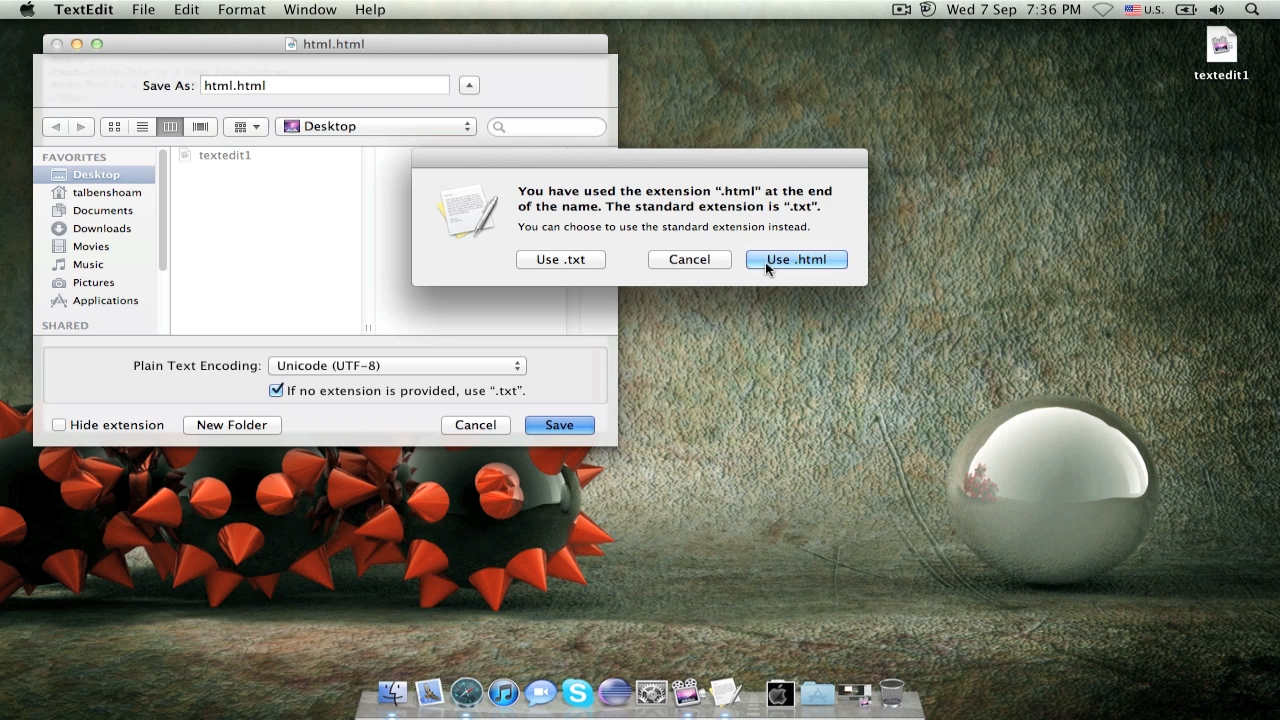 TextEdit File Edit Format Window Help Wed 7 Sep 7:36 PM U.S.
html.html
Save As: html.html
Desktop
FAVORITES
textedit1
Desktop
talbenshoam
Documents
Downloads
Movies
Music
Pictures
Applications
SHARED
You have used the extension “.html” at the end
of the name. The standard extension is “.txt”.
You can choose to use the standard extension instead.
Use .txt Cancel Use .html
Plain Text Encoding: Unicode (UTF-8)
If no extension is provided, use “.txt”.
Hide extension New Folder Cancel Save
textedit1